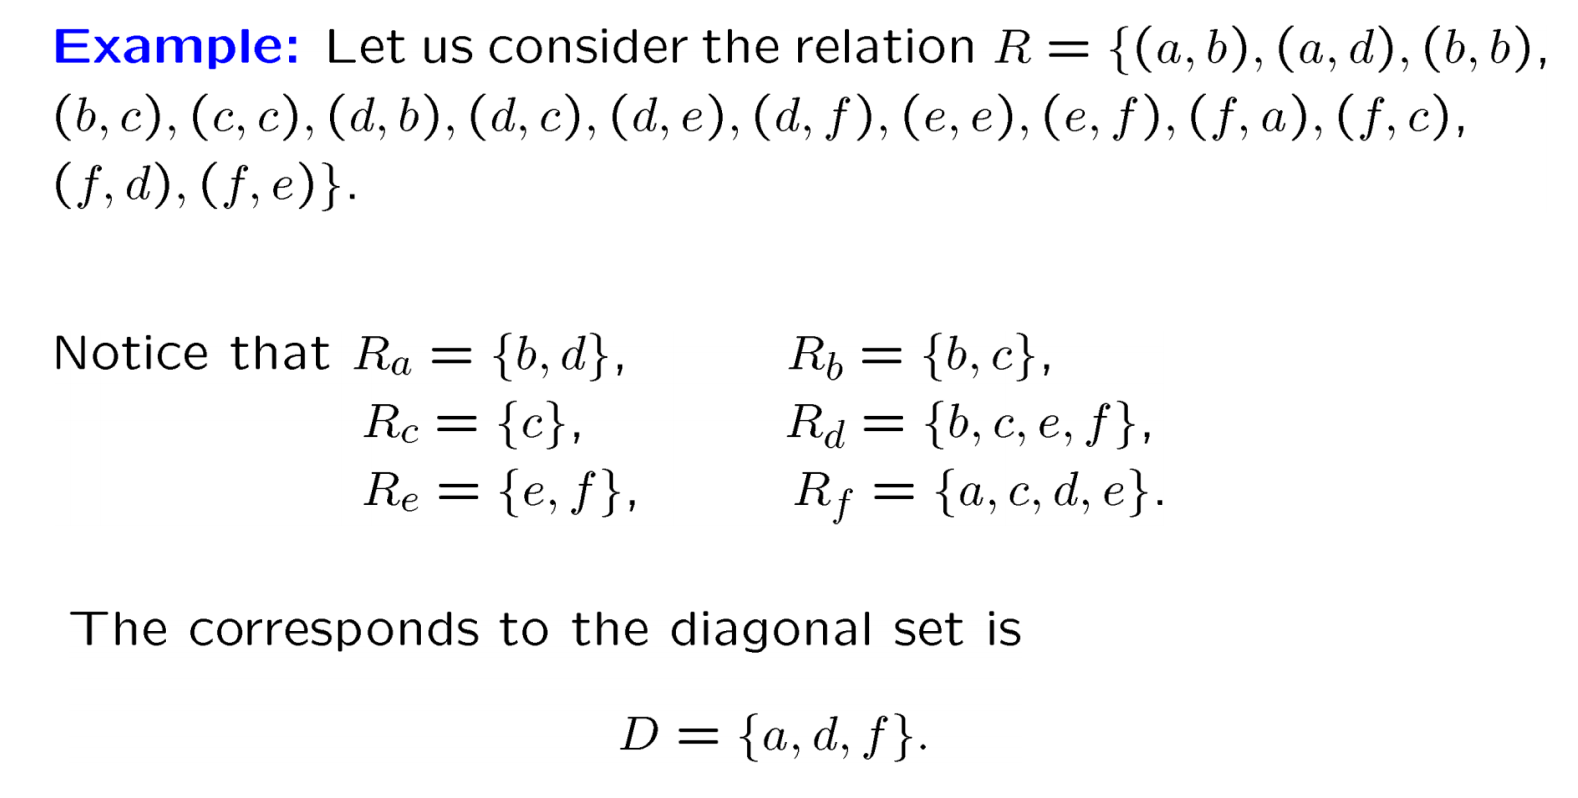 Example: Let us consider the relation R = {(a, b), (a, d), (b, b),
(b, c), (c, c), (d, b), (d, c), (d, e), (d, f), (e, e), (e, f), (f, a), (f, c),
(f, d), (f, e)}.
Notice that R_a = {b, d}, R_b = {b, c},
R_c = {c}, R_d = {b, c, e, f},
R_e = {e, f}, R_f = {a, c, d, e}.
The corresponds to the diagonal set is
D = {a, d, f}.